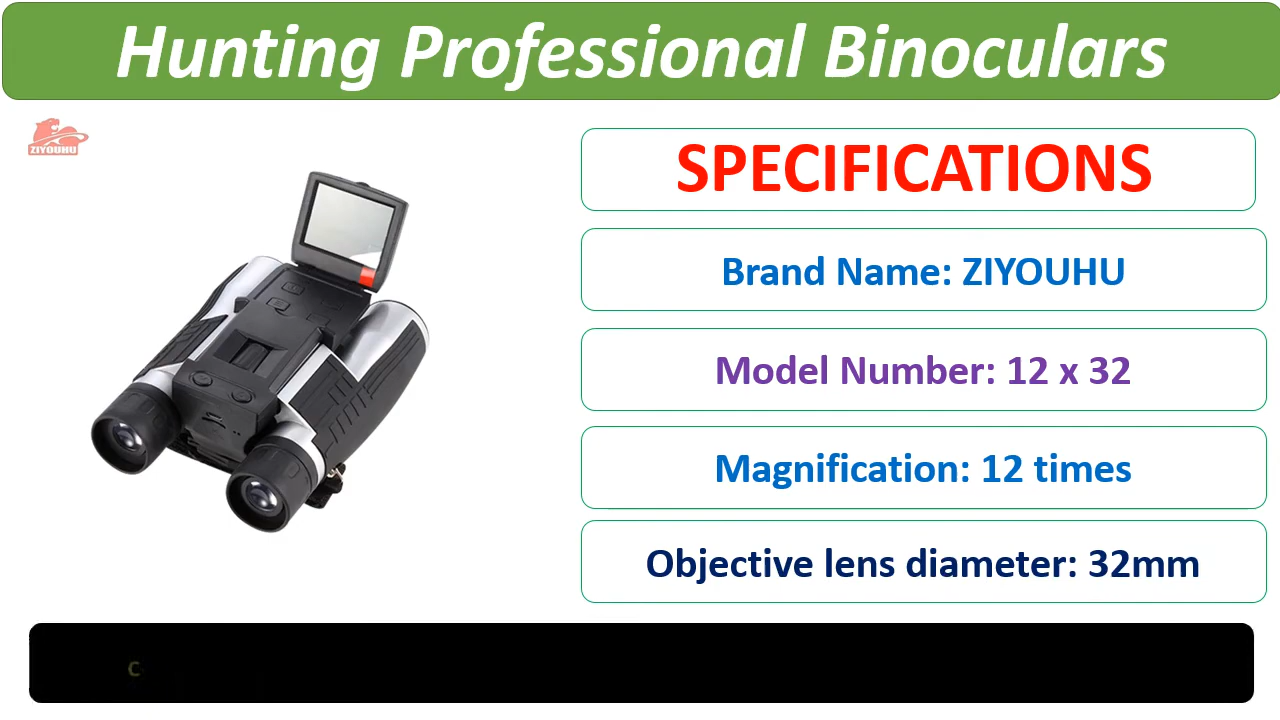 Hunting Professional Binoculars
ZIYOUHU
SPECIFICATIONS
Brand Name: ZIYOUHU
Model Number: 12 x 32
Magnification: 12 times
Objective lens diameter: 32mm
C